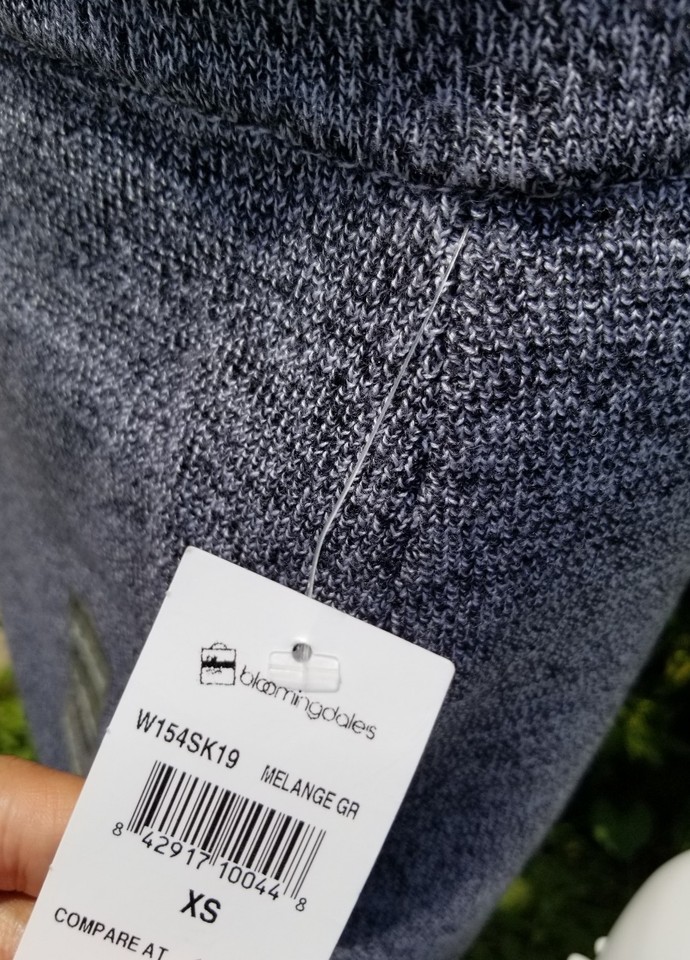 bloomingdale's
W154SK19 MELANGE GR
8 42917 10044 8
XS
COMPARE AT